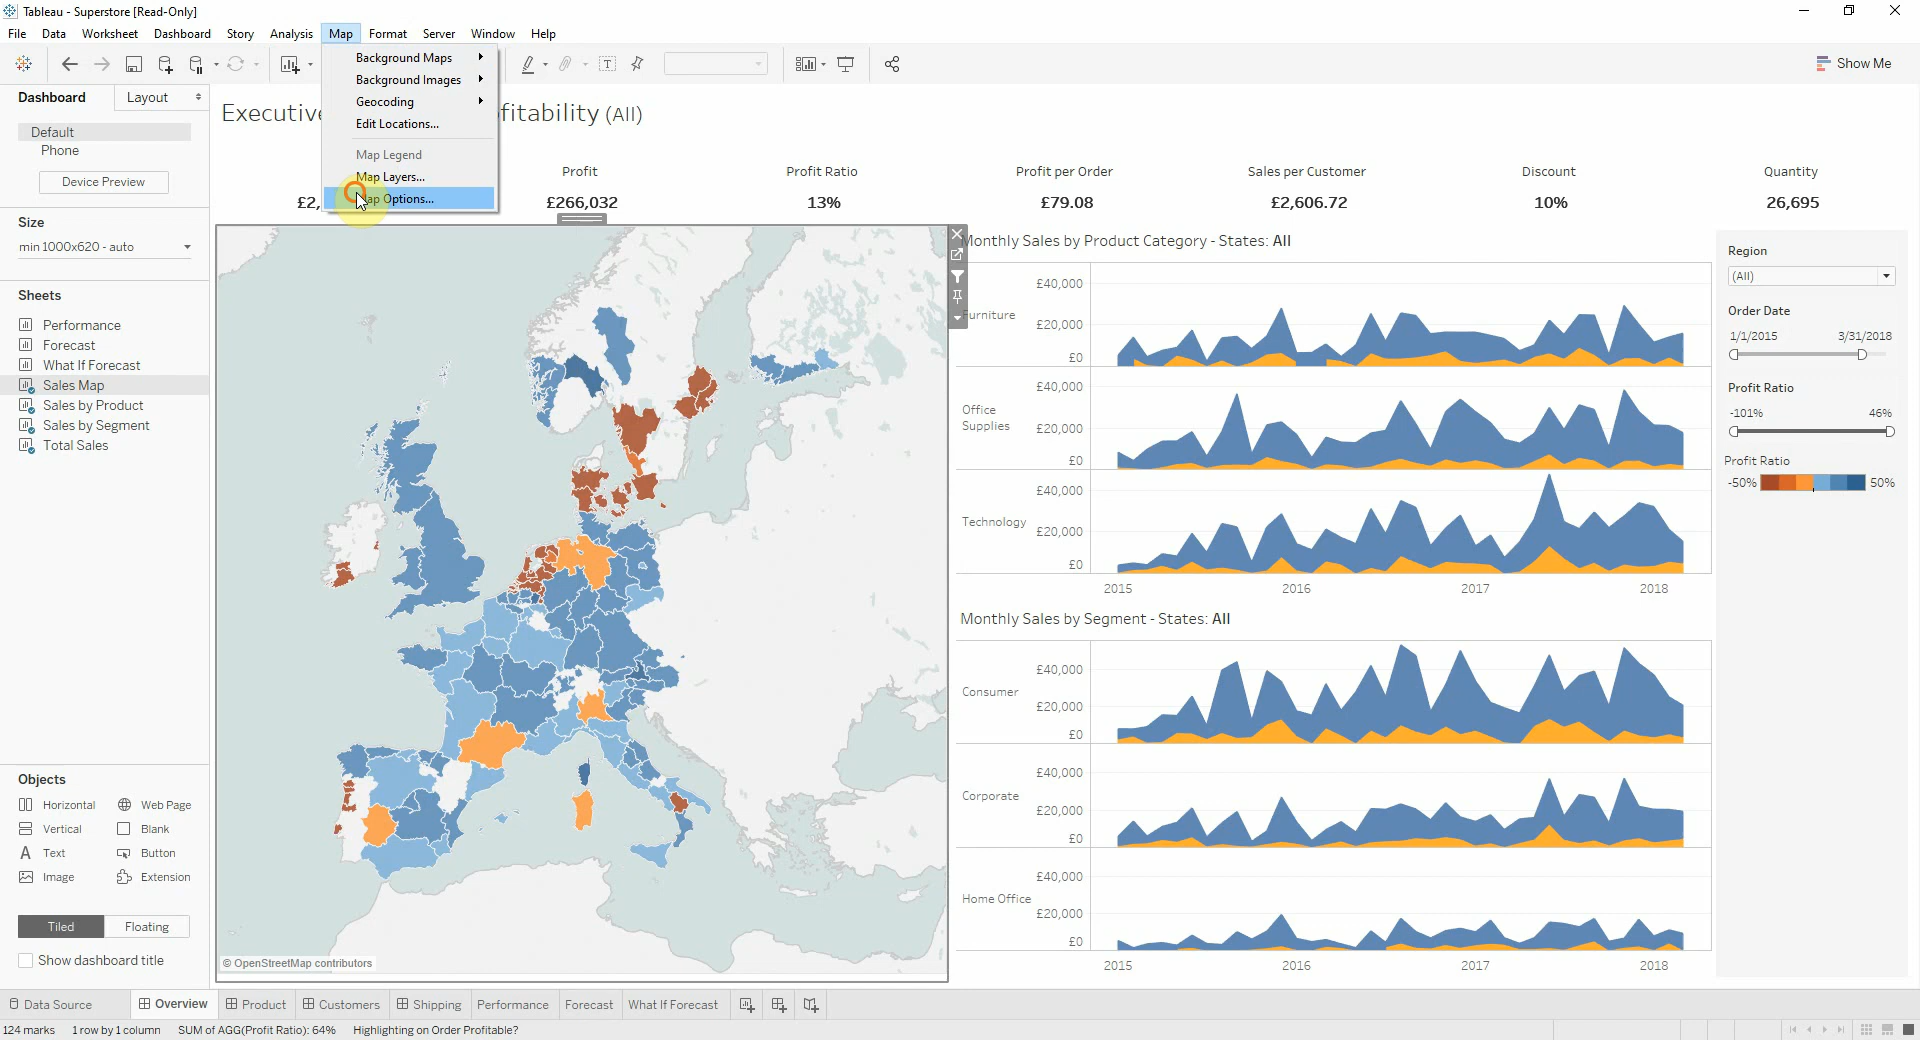 Tableau - Superstore [Read-Only]
File Data Worksheet Dashboard Story Analysis Map Format Server Window Help
Show Me
Background Maps
Background Images
Geocoding
Edit Locations...
Map Legend
Map Layers...
Options...
Dashboard Layout
Default
Phone
Device Preview
Size
min 1000x620 - auto
Sheets
Performance
Forecast
What If Forecast
Sales Map
Sales by Product
Sales by Segment
Total Sales
Objects
Horizontal Web Page
Vertical Blank
Text Button
Image Extension
Tiled Floating
Show dashboard title
(All)
Profit Profit Ratio Profit per Order Sales per Customer Discount Quantity
£2, £266,032 13% £79.08 £2,606.72 10% 26,695
© OpenStreetMap contributors
Monthly Sales by Product Category - States: All
Furniture
£40,000
£20,000
£0
Office Supplies
£40,000
£20,000
£0
Technology
£40,000
£20,000
£0
2015 2016 2017 2018
Monthly Sales by Segment - States: All
Consumer
£40,000
£20,000
£0
Corporate
£40,000
£20,000
£0
Home Office
£40,000
£20,000
£0
2015 2016 2017 2018
Region
(All)
Order Date
1/1/2015 3/31/2018
Profit Ratio
-101% 46%
Profit Ratio
-50% 50%
Data Source Overview Product Customers Shipping Performance Forecast What If Forecast
124 marks 1 row by 1 column SUM of AGG(Profit Ratio): 64% Highlighting on Order Profitable?